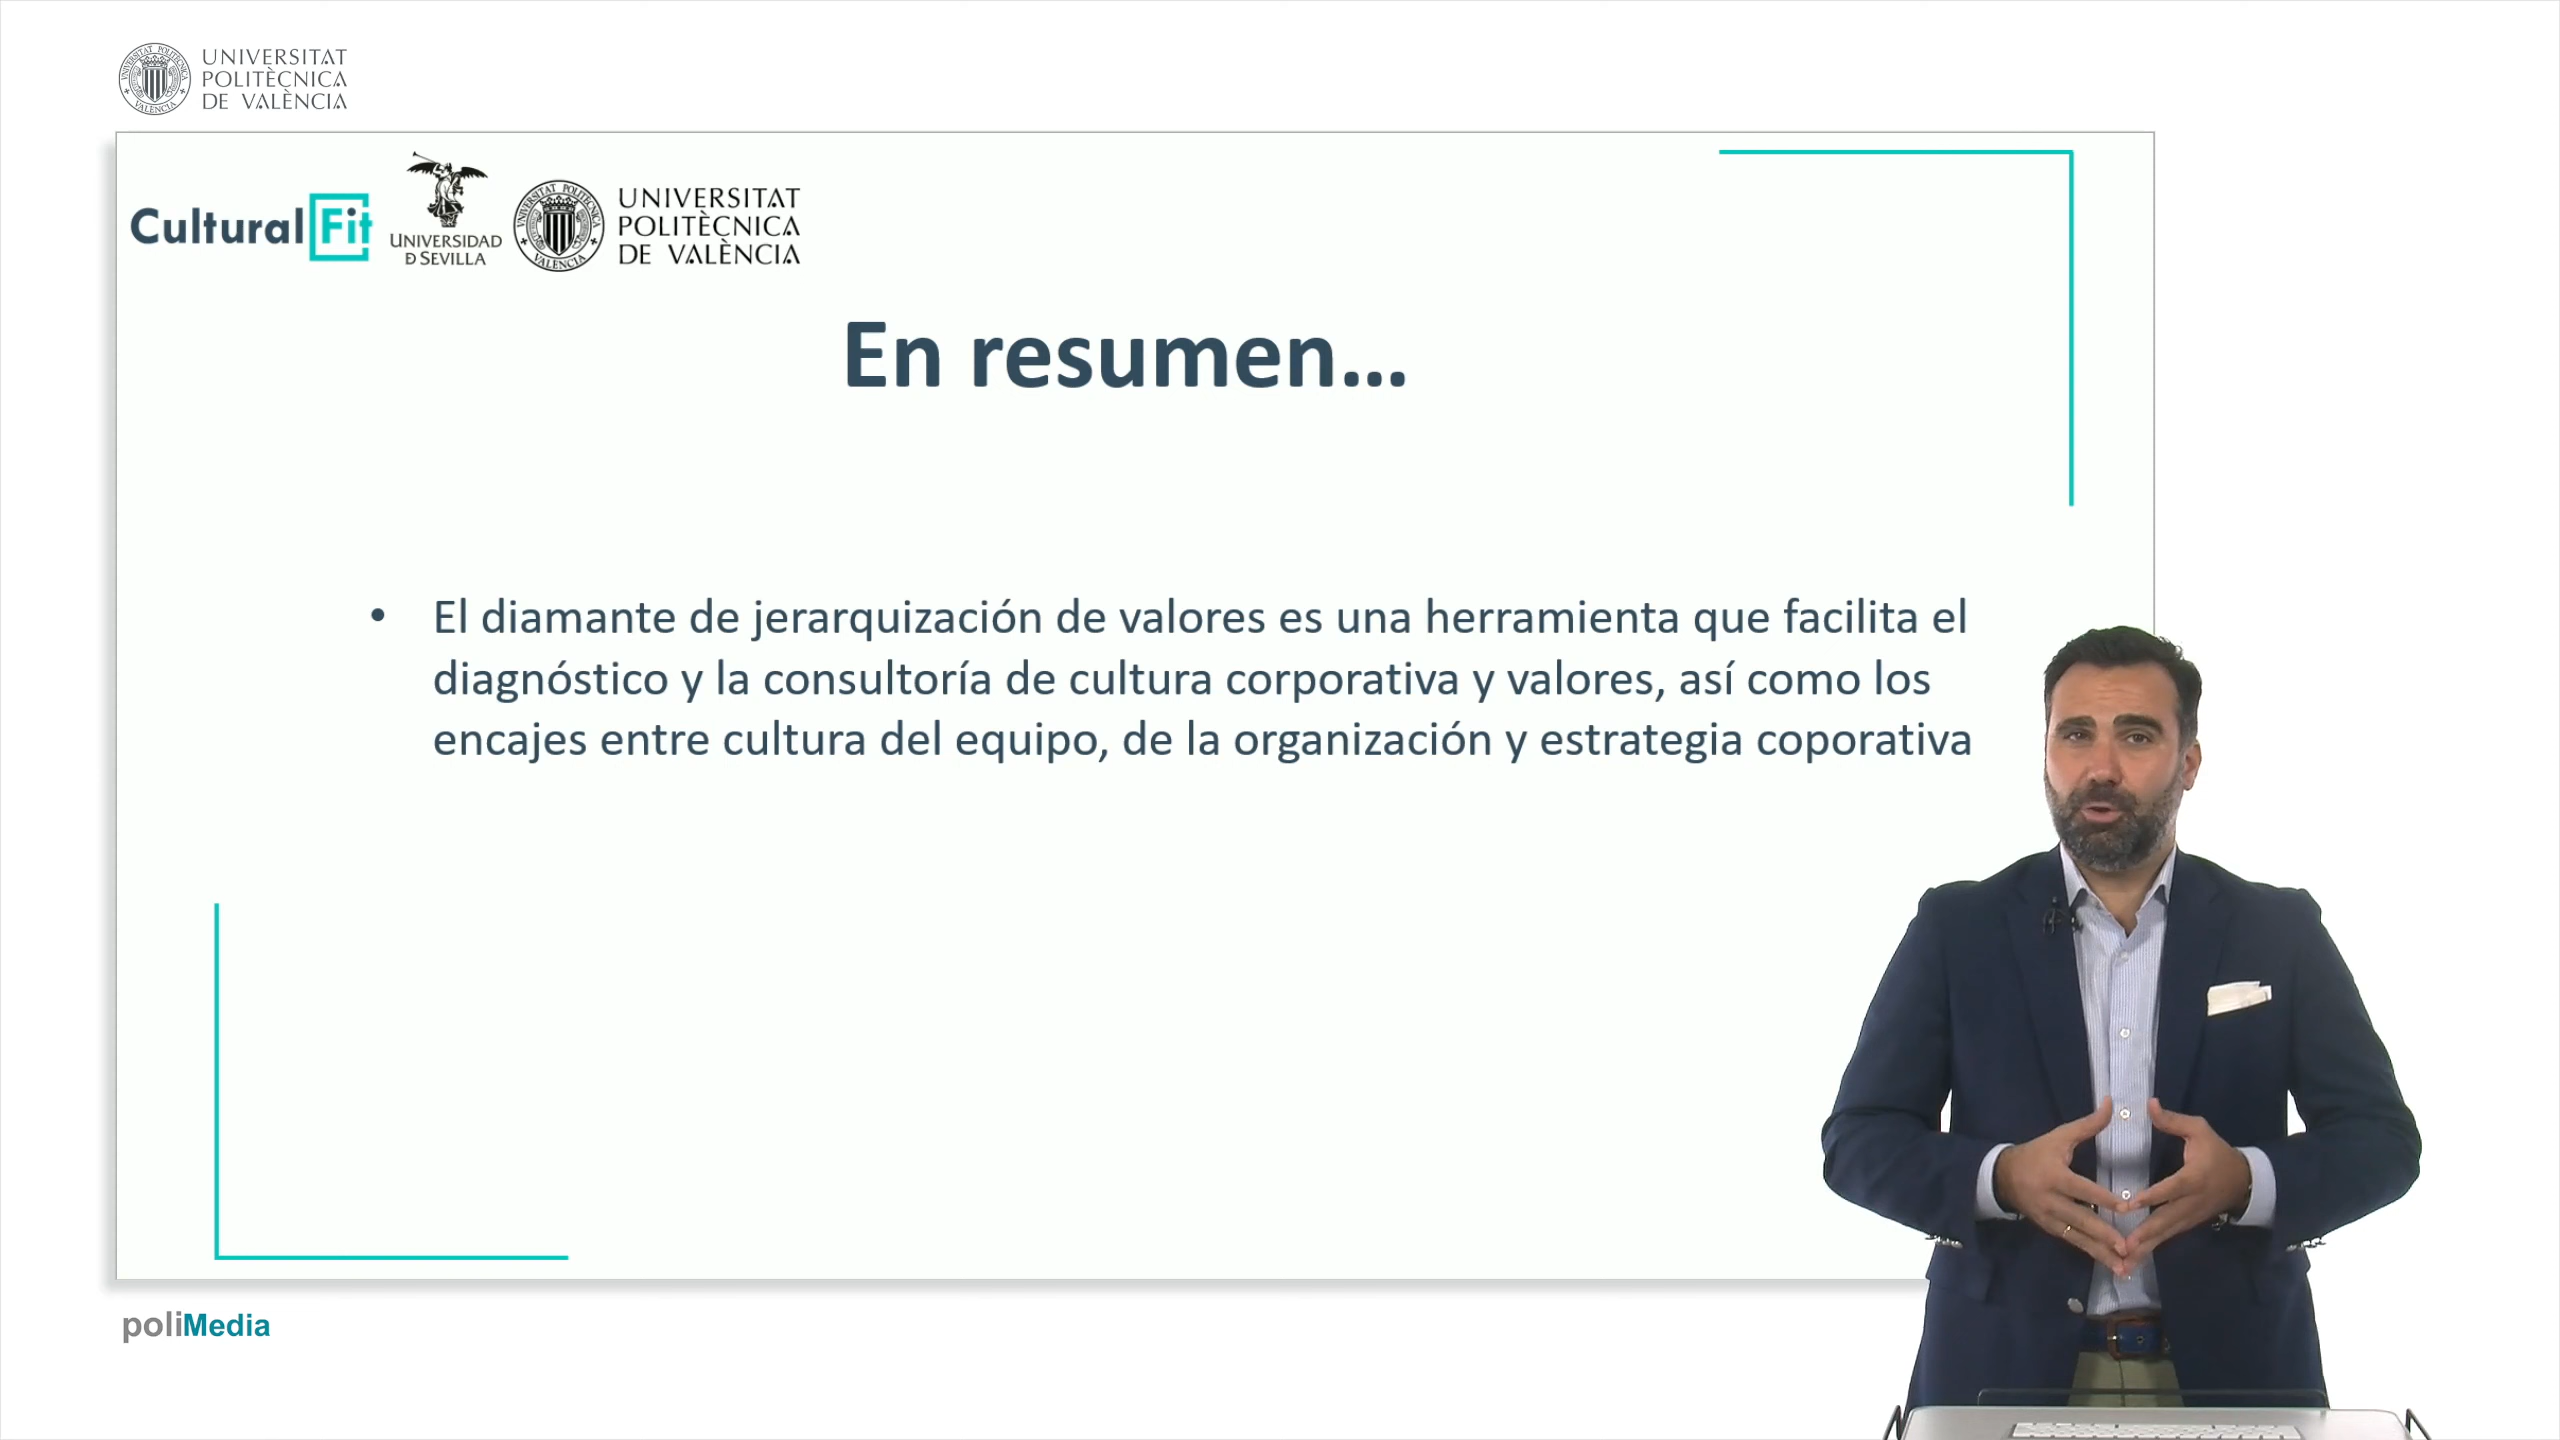 UNIVERSITAT
POLITÈCNICA
DE VALÈNCIA
Cultural Fit
UNIVERSIDAD
D SEVILLA
UNIVERSITAT
POLITÈCNICA
DE VALÈNCIA
En resumen...
• El diamante de jerarquización de valores es una herramienta que facilita el
diagnóstico y la consultoría de cultura corporativa y valores, así como los
encajes entre cultura del equipo, de la organización y estrategia coporativa
poliMedia